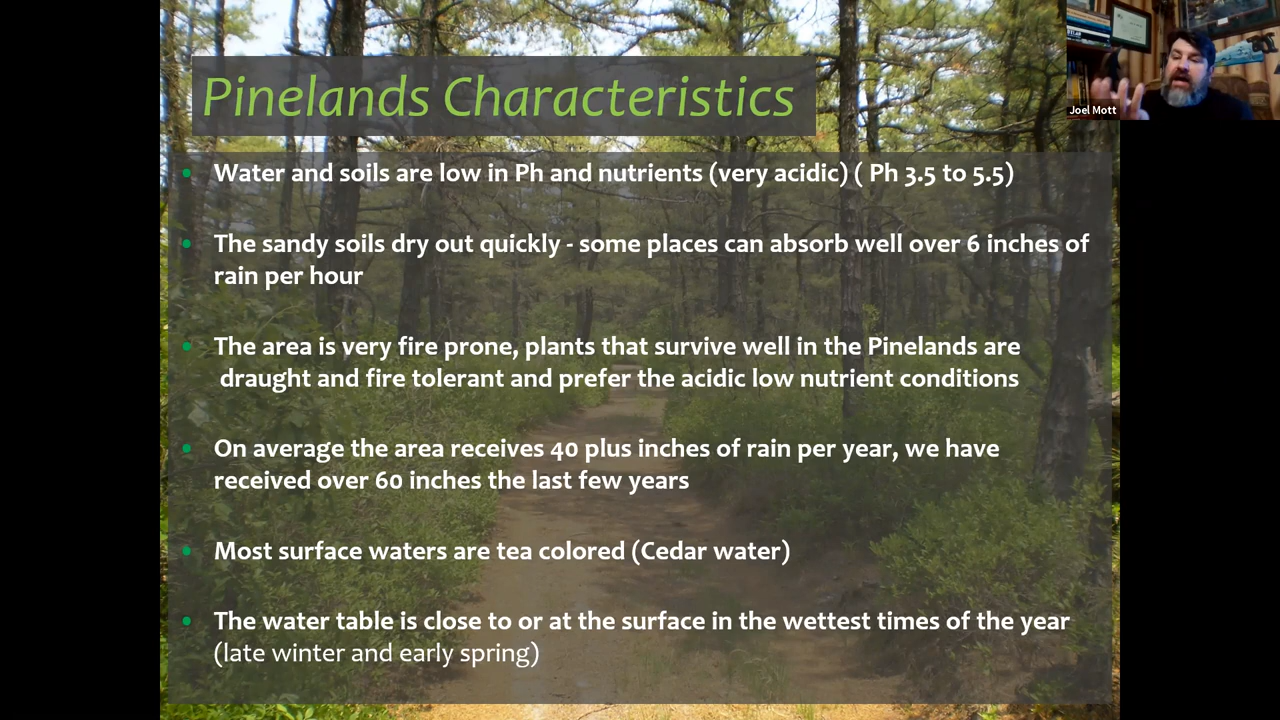 Pinelands Characteristics
Joel Mott
• Water and soils are low in Ph and nutrients (very acidic) ( Ph 3.5 to 5.5)
• The sandy soils dry out quickly - some places can absorb well over 6 inches of
rain per hour
• The area is very fire prone, plants that survive well in the Pinelands are
draught and fire tolerant and prefer the acidic low nutrient conditions
• On average the area receives 40 plus inches of rain per year, we have
received over 60 inches the last few years
• Most surface waters are tea colored (Cedar water)
• The water table is close to or at the surface in the wettest times of the year
(late winter and early spring)